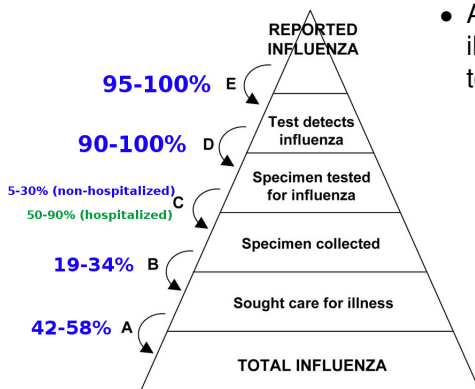 REPORTED
INFLUENZA
95-100% E
Test detects
influenza
90-100% D
Specimen tested
for influenza
5-30% (non-hospitalized)
C
50-90% (hospitalized)
Specimen collected
19-34% B
Sought care for illness
42-58% A
TOTAL INFLUENZA
• A